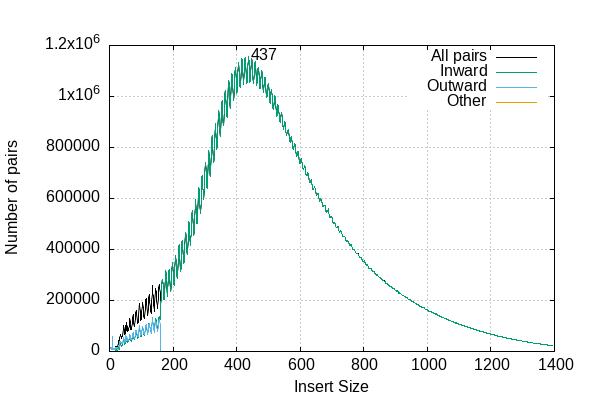 1.2x10⁶
437
All pairs
Inward
Outward
Other
1x10⁶
800000
600000
400000
200000
0
Number of pairs
0 200 400 600 800 1000 1200 1400
Insert Size